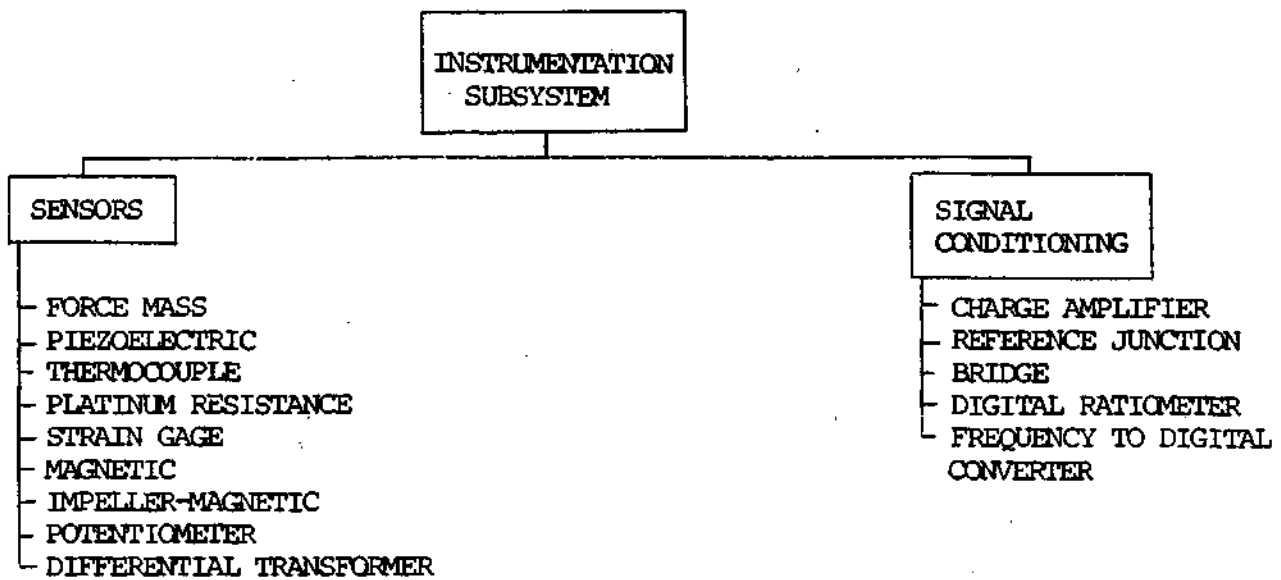 INSTRUMENTATION
SUBSYSTEM
SENSORS
FORCE MASS
PIEZOELECTRIC
THERMOCOUPLE
PLATINUM RESISTANCE
STRAIN GAGE
MAGNETIC
IMPELLER-MAGNETIC
POTENTIOMETER
DIFFERENTIAL TRANSFORMER
SIGNAL
CONDITIONING
CHARGE AMPLIFIER
REFERENCE JUNCTION
BRIDGE
DIGITAL RATIOMETER
FREQUENCY TO DIGITAL
CONVERTER